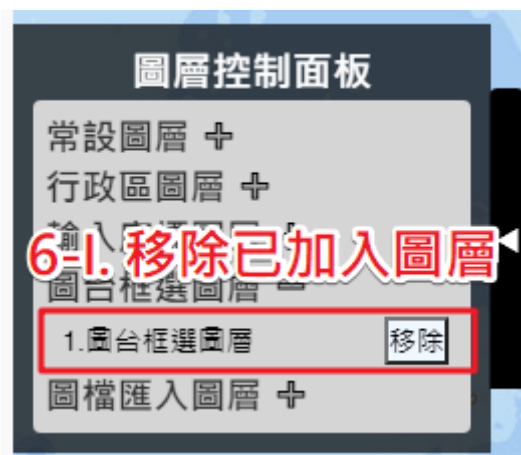 圖層控制面板
常設圖層 ✚
行政區圖層 ✚
輸入
6-I. 移除已加入圖層
圖台框選圖層
1.圖台框選圖層 移除
圖檔匯入圖層 ✚